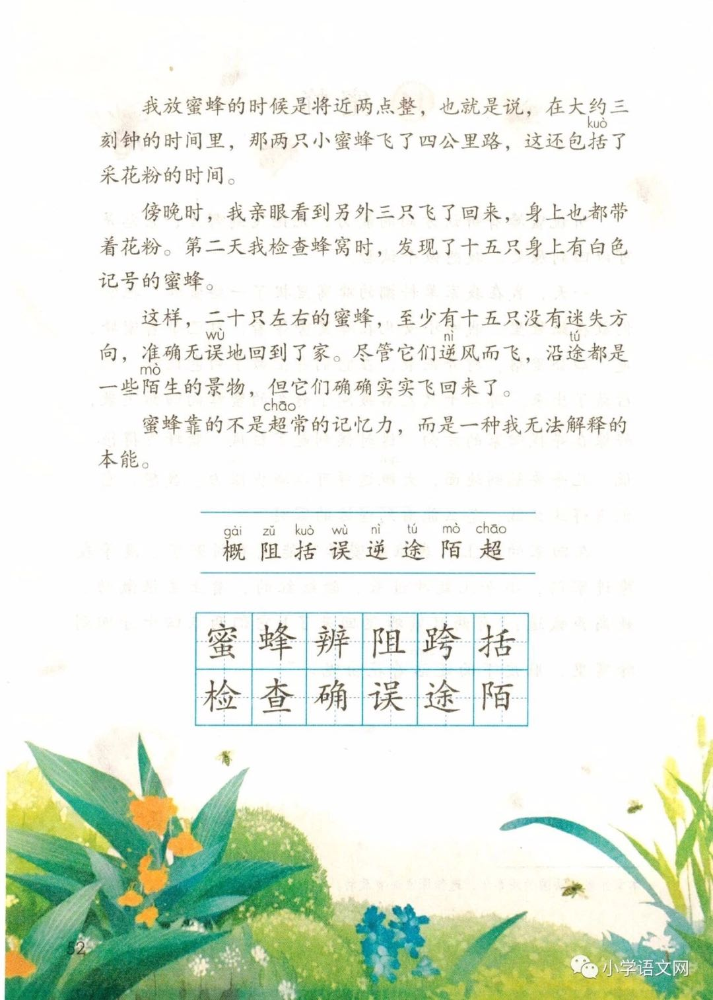 我放蜜蜂的时候是将近两点整，也就是说，在大约三
kuò
刻钟的时间里，那两只小蜜蜂飞了四公里路，这还包括了
采花粉的时间。
傍晚时，我亲眼看到另外三只飞了回来，身上也都带
着花粉。第二天我检查蜂窝时，发现了十五只身上有白色
记号的蜜蜂。
这样，二十只左右的蜜蜂，至少有十五只没有迷失方
wù nì tú
向，准确无误地回到了家。尽管它们逆风而飞，沿途都是
mò
一些陌生的景物，但它们确确实实飞回来了。
chāo
蜜蜂靠的不是超常的记忆力，而是一种我无法解释的
本能。
gài zǔ kuò wù nì tú mò chāo
概 阻 括 误 逆 途 陌 超
蜜 蜂 辨 阻 跨 括
检 查 确 误 途 陌
52
小学语文网